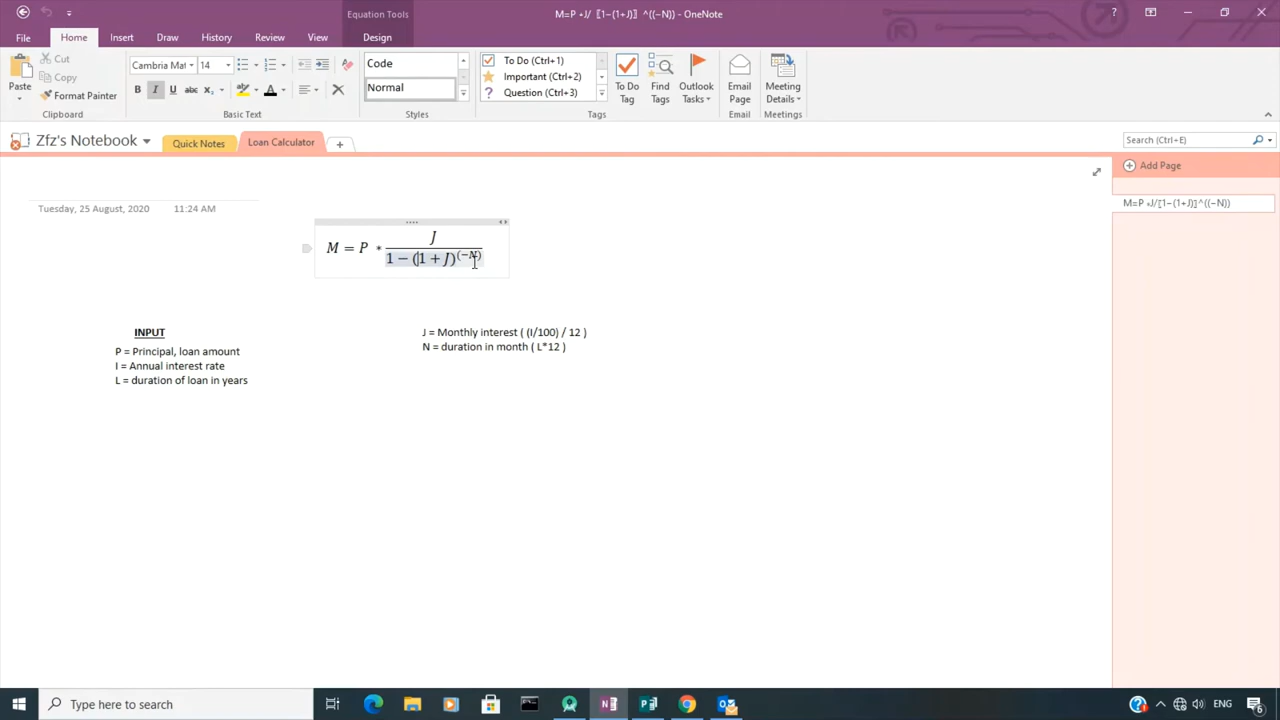 Equation Tools
M=P ∗J/〖1−(1+J)〗^((−N)) - OneNote
?
File
Home
Insert
Draw
History
Review
View
Design
Paste
Cut
Copy
Format Painter
Clipboard
Cambria Mat
14
B I U abc x₂
A
Basic Text
Code
Normal
Styles
To Do (Ctrl+1)
Important (Ctrl+2)
Question (Ctrl+3)
To Do Tag
Find Tags
Outlook Tasks
Tags
Email Page
Email
Meeting Details
Meetings
Zfz's Notebook
Quick Notes
Loan Calculator
+
Search (Ctrl+E)
Add Page
M=P ∗J/〖1−(1+J)〗^((−N))
Tuesday, 25 August, 2020
11:24 AM
M = P ∗ J
1 − (1 + J)^(−N)
INPUT
P = Principal, loan amount
I = Annual interest rate
L = duration of loan in years
J = Monthly interest ( (I/100) / 12 )
N = duration in month ( L*12 )
Type here to search
ENG
6